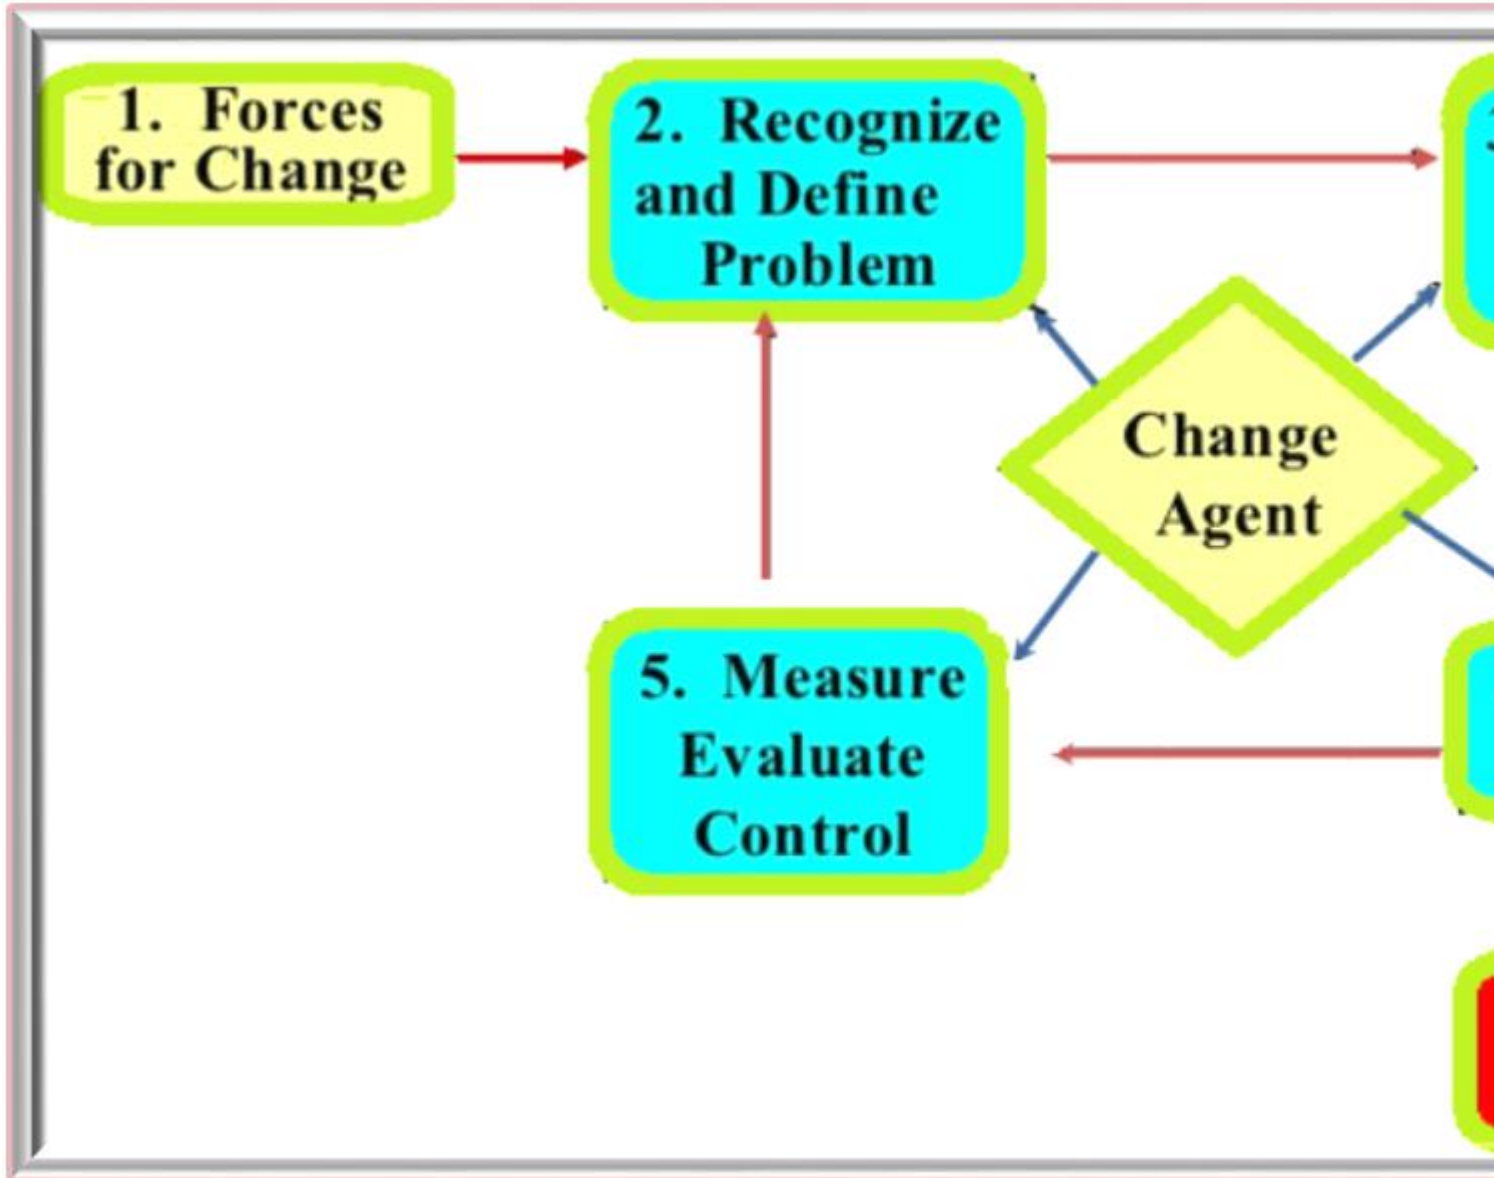 1. Forces
for Change
2. Recognize
and Define
Problem
Change
Agent
5. Measure
Evaluate
Control